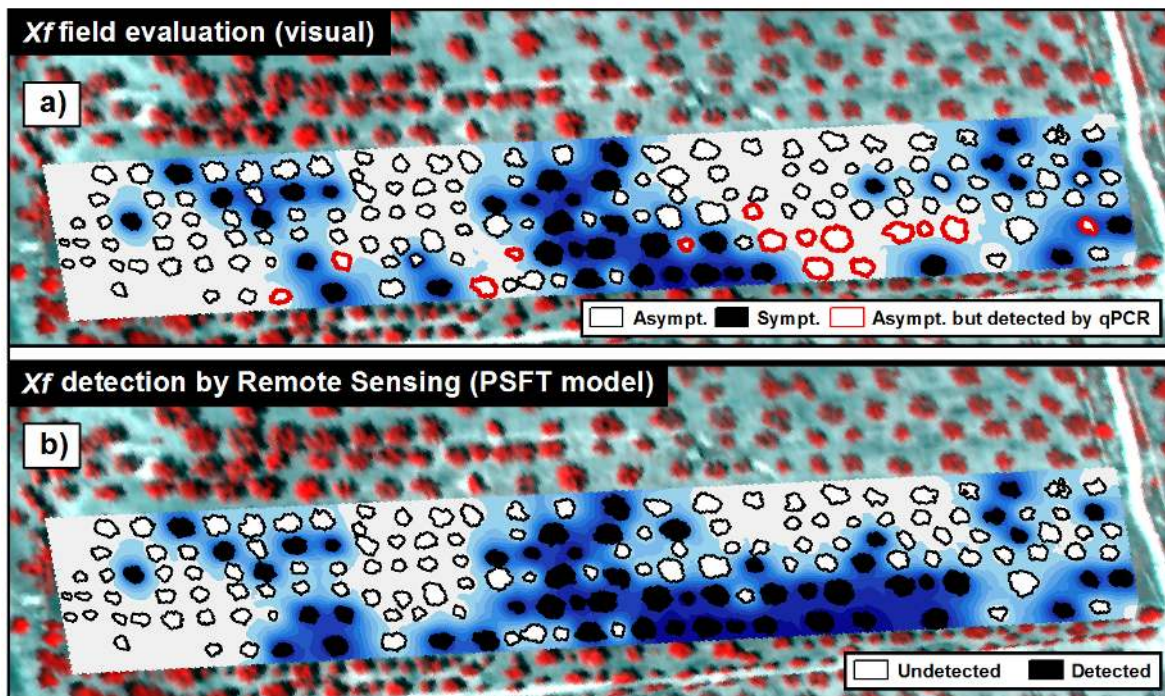 Xf field evaluation (visual)
a)
Asympt. Sympt. Asympt. but detected by qPCR
Xf detection by Remote Sensing (PSFT model)
b)
Undetected Detected